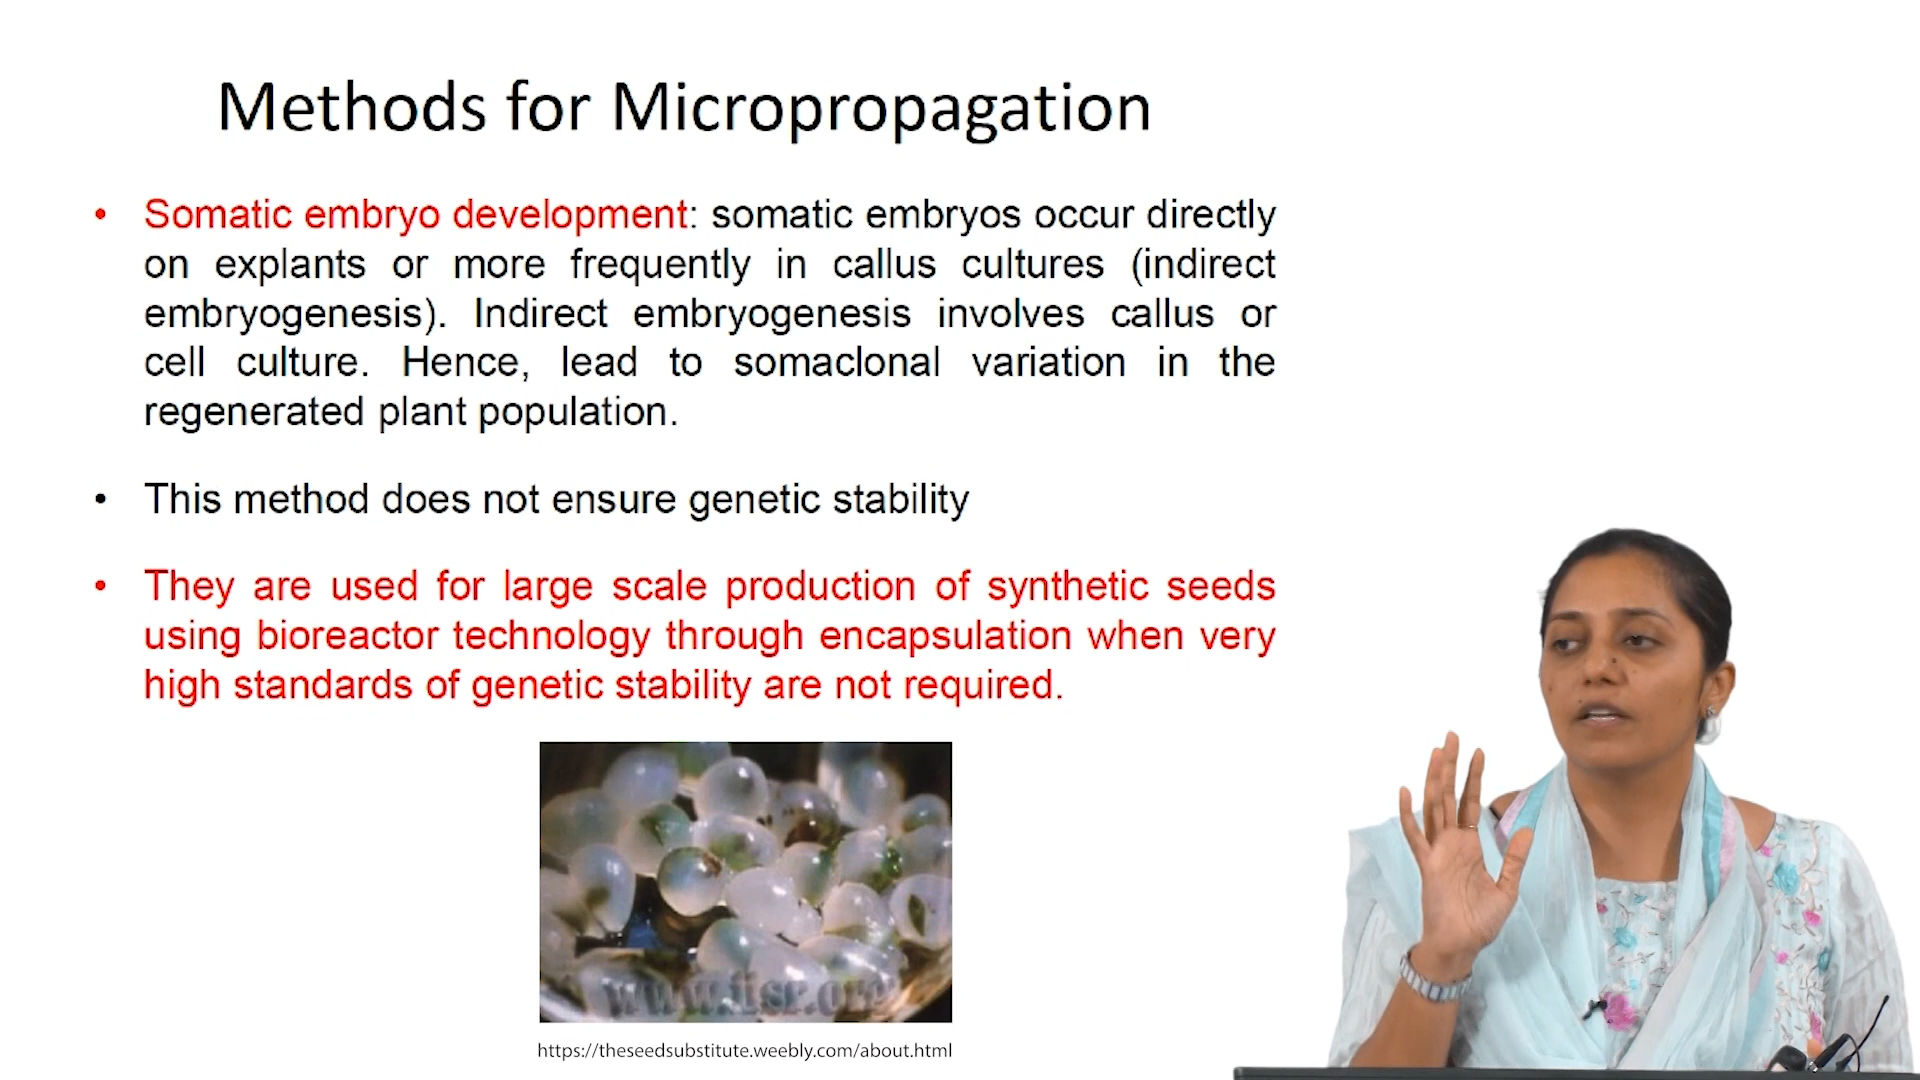 Methods for Micropropagation
• Somatic embryo development: somatic embryos occur directly
on explants or more frequently in callus cultures (indirect
embryogenesis). Indirect embryogenesis involves callus or
cell culture. Hence, lead to somaclonal variation in the
regenerated plant population.
• This method does not ensure genetic stability
• They are used for large scale production of synthetic seeds
using bioreactor technology through encapsulation when very
high standards of genetic stability are not required.
www.iisr.org
https://theseedsubstitute.weebly.com/about.html